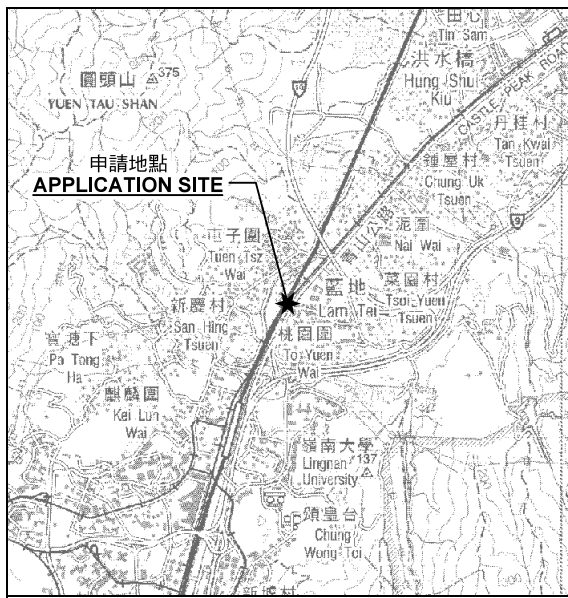 田心
Tin Sam
洪水橋
Hung Shui
Kiu
CASTLE PEAK ROAD
圓頭山 375
YUEN TAU SHAN
丹桂村
Tan Kwai
Tsuen
鍾屋村
Chung Uk
Tsuen
申請地點
APPLICATION SITE
泥圍
Nai Wai
青山公路
屯子圍
Tuen Tsz
Wai
藍地
Lam Tei
菜園村
Tsoi Yuen
Tsuen
新慶村
San Hing
Tsuen
寶塘下
Po Tong
Ha
桃園圍
To Yuen
Wai
麒麟圍
Kei Lun
Wai
嶺南大學
Lingnan
University
137
頌皇台
Chung
Wong Toi